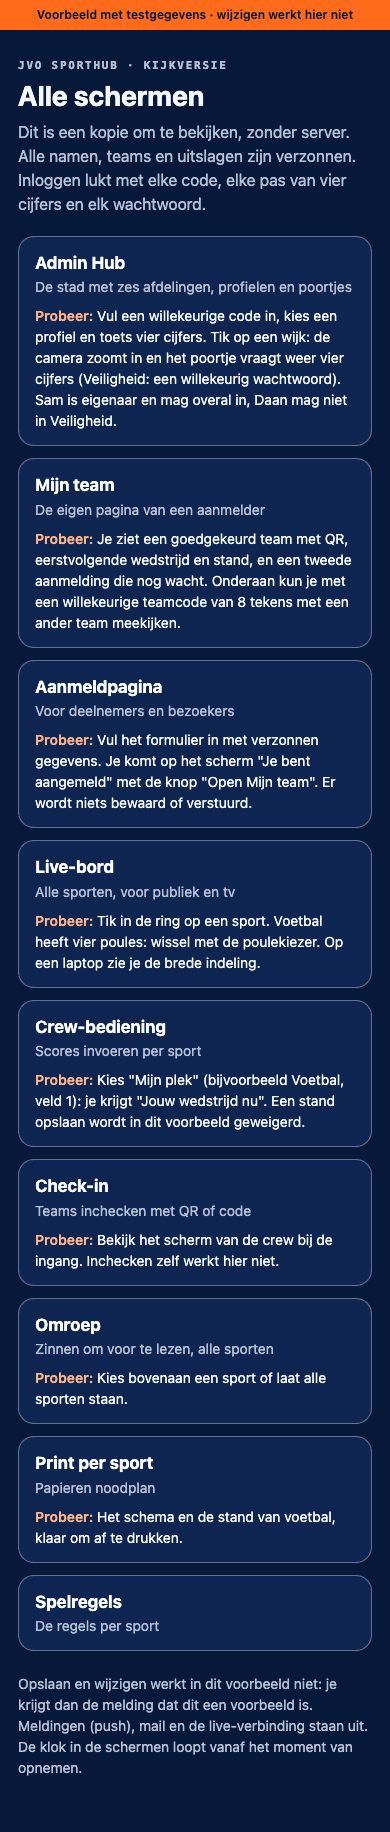 Voorbeeld met testgegevens · wijzigen werkt hier niet
JVO SPORTHUB · KIJKVERSIE
Alle schermen
Dit is een kopie om te bekijken, zonder server.
Alle namen, teams en uitslagen zijn verzonnen.
Inloggen lukt met elke code, elke pas van vier
cijfers en elk wachtwoord.
Admin Hub
De stad met zes afdelingen, profielen en poortjes
Probeer: Vul een willekeurige code in, kies een
profiel en toets vier cijfers. Tik op een wijk: de
camera zoomt in en het poortje vraagt weer vier
cijfers (Veiligheid: een willekeurig wachtwoord).
Sam is eigenaar en mag overal in, Daan mag niet
in Veiligheid.
Mijn team
De eigen pagina van een aanmelder
Probeer: Je ziet een goedgekeurd team met QR,
eerstvolgende wedstrijd en stand, en een tweede
aanmelding die nog wacht. Onderaan kun je met
een willekeurige teamcode van 8 tekens met een
ander team meekijken.
Aanmeldpagina
Voor deelnemers en bezoekers
Probeer: Vul het formulier in met verzonnen
gegevens. Je komt op het scherm "Je bent
aangemeld" met de knop "Open Mijn team". Er
wordt niets bewaard of verstuurd.
Live-bord
Alle sporten, voor publiek en tv
Probeer: Tik in de ring op een sport. Voetbal
heeft vier poules: wissel met de poulekiezer. Op
een laptop zie je de brede indeling.
Crew-bediening
Scores invoeren per sport
Probeer: Kies "Mijn plek" (bijvoorbeeld Voetbal,
veld 1): je krijgt "Jouw wedstrijd nu". Een stand
opslaan wordt in dit voorbeeld geweigerd.
Check-in
Teams inchecken met QR of code
Probeer: Bekijk het scherm van de crew bij de
ingang. Inchecken zelf werkt hier niet.
Omroep
Zinnen om voor te lezen, alle sporten
Probeer: Kies bovenaan een sport of laat alle
sporten staan.
Print per sport
Papieren noodplan
Probeer: Het schema en de stand van voetbal,
klaar om af te drukken.
Spelregels
De regels per sport
Opslaan en wijzigen werkt in dit voorbeeld niet: je
krijgt dan de melding dat dit een voorbeeld is.
Meldingen (push), mail en de live-verbinding staan uit.
De klok in de schermen loopt vanaf het moment van
opnemen.